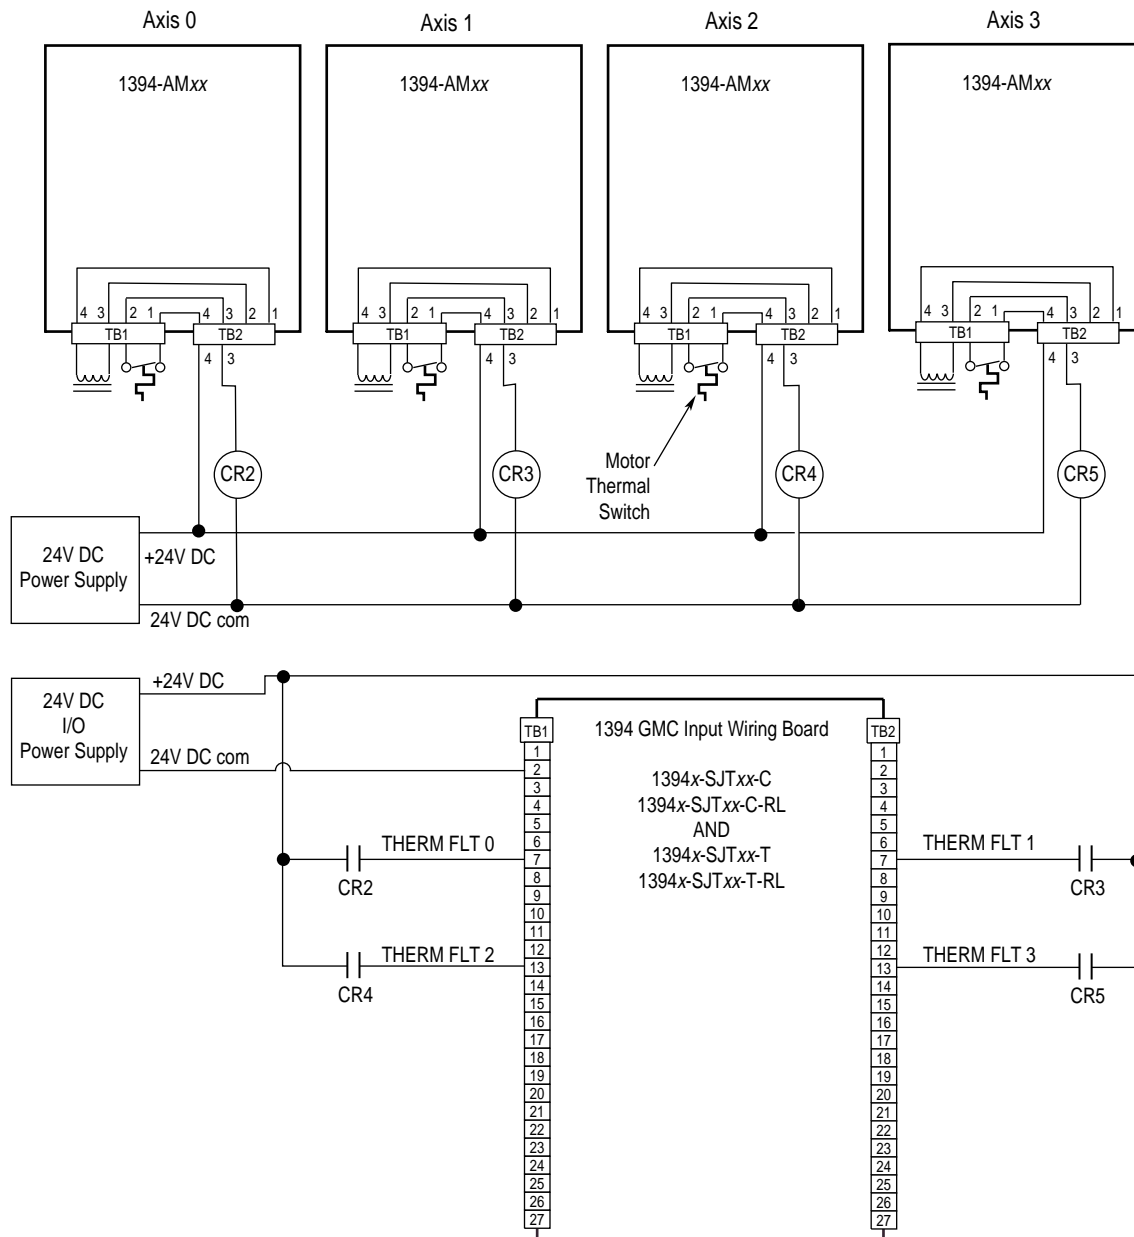 Axis 0
Axis 1
Axis 2
Axis 3
1394-AMxx
1394-AMxx
1394-AMxx
1394-AMxx
4 3 2 1 4 3 2 1
4 3 2 1 4 3 2 1
4 3 2 1 4 3 2 1
4 3 2 1 4 3 2 1
TB1 TB2
TB1 TB2
TB1 TB2
TB1 TB2
4 3
4 3
4 3
4 3
CR2
CR3
Motor
Thermal
Switch
CR4
CR5
24V DC
Power Supply
+24V DC
24V DC com
24V DC
I/O
Power Supply
+24V DC
24V DC com
1394 GMC Input Wiring Board
1394x-SJTxx-C
1394x-SJTxx-C-RL
AND
1394x-SJTxx-T
1394x-SJTxx-T-RL
THERM FLT 0
CR2
THERM FLT 2
CR4
TB1
1
2
3
4
5
6
7
8
9
10
11
12
13
14
15
16
17
18
19
20
21
22
23
24
25
26
27
TB2
1
2
3
4
5
6
7
8
9
10
11
12
13
14
15
16
17
18
19
20
21
22
23
24
25
26
27
THERM FLT 1
CR3
THERM FLT 3
CR5